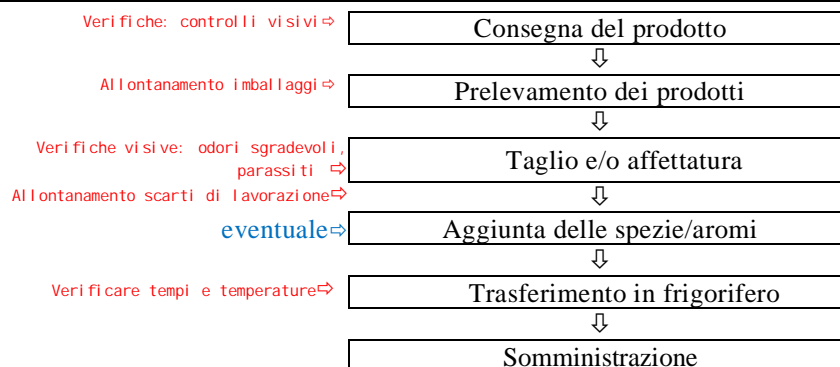 Verifiche: controlli visivi⇨ Consegna del prodotto
⇩
Allontanamento imballaggi⇨ Prelevamento dei prodotti
⇩
Verifiche visive: odori sgradevoli,
parassiti ⇨ Taglio e/o affettatura
Allontanamento scarti di lavorazione⇨ ⇩
eventuale⇨ Aggiunta delle spezie/aromi
⇩
Verificare tempi e temperature⇨ Trasferimento in frigorifero
⇩
Somministrazione